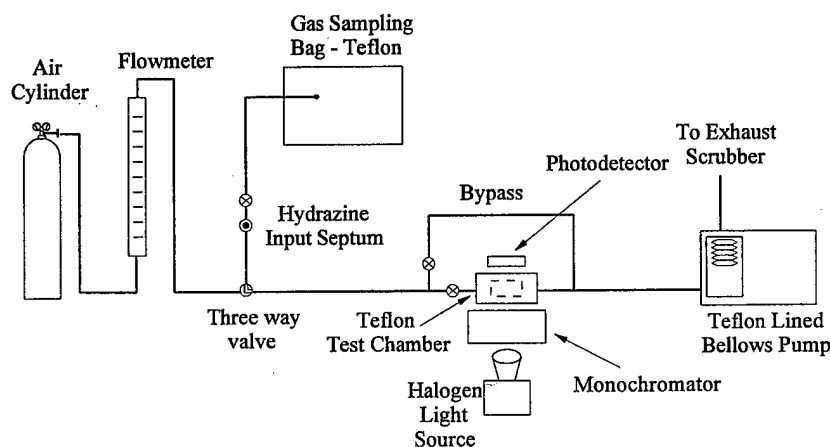 Gas Sampling
Bag - Teflon
Flowmeter
Air
Cylinder
To Exhaust
Scrubber
Photodetector
Bypass
Hydrazine
Input Septum
Three way
valve
Teflon
Test Chamber
Teflon Lined
Bellows Pump
Monochromator
Halogen
Light
Source